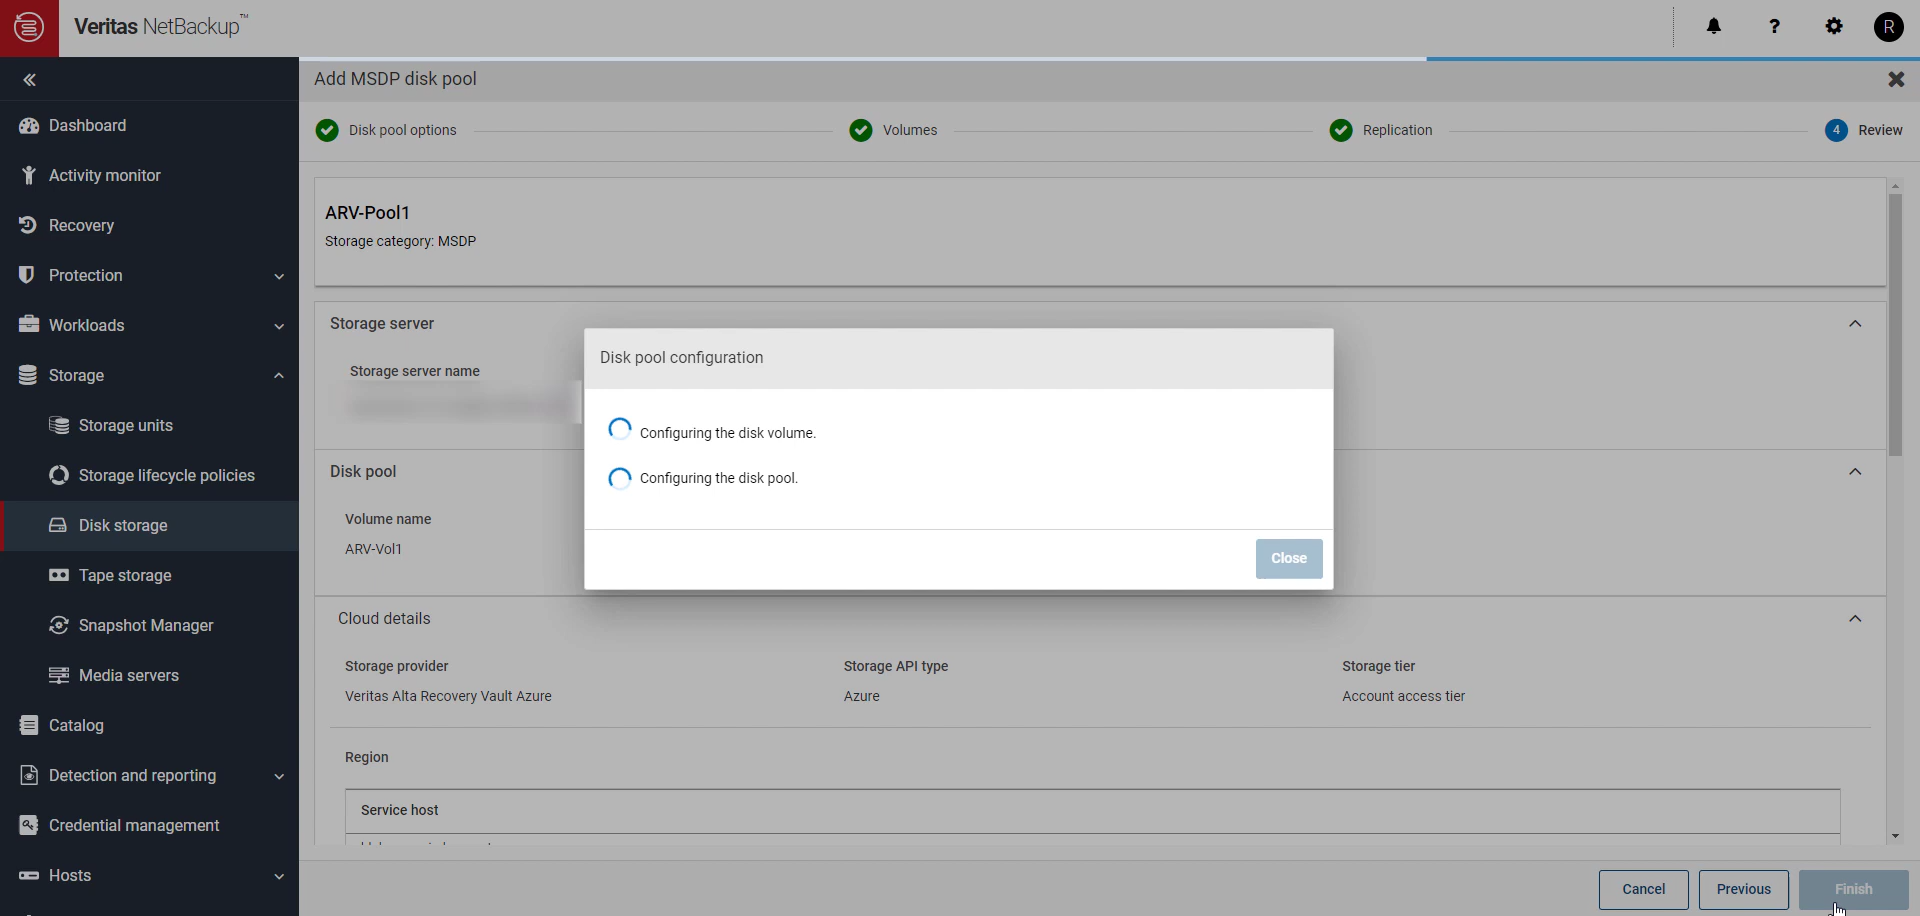 Veritas NetBackup™
R
Add MSDP disk pool
Dashboard
Activity monitor
Recovery
Protection
Workloads
Storage
Storage units
Storage lifecycle policies
Disk storage
Tape storage
Snapshot Manager
Media servers
Catalog
Detection and reporting
Credential management
Hosts
Disk pool options
Volumes
Replication
4 Review
ARV-Pool1
Storage category: MSDP
Storage server
Storage server name
Disk pool configuration
Configuring the disk volume.
Configuring the disk pool.
Close
Disk pool
Volume name
ARV-Vol1
Cloud details
Storage provider Storage API type Storage tier
Veritas Alta Recovery Vault Azure Azure Account access tier
Region
Service host
Cancel Previous Finish